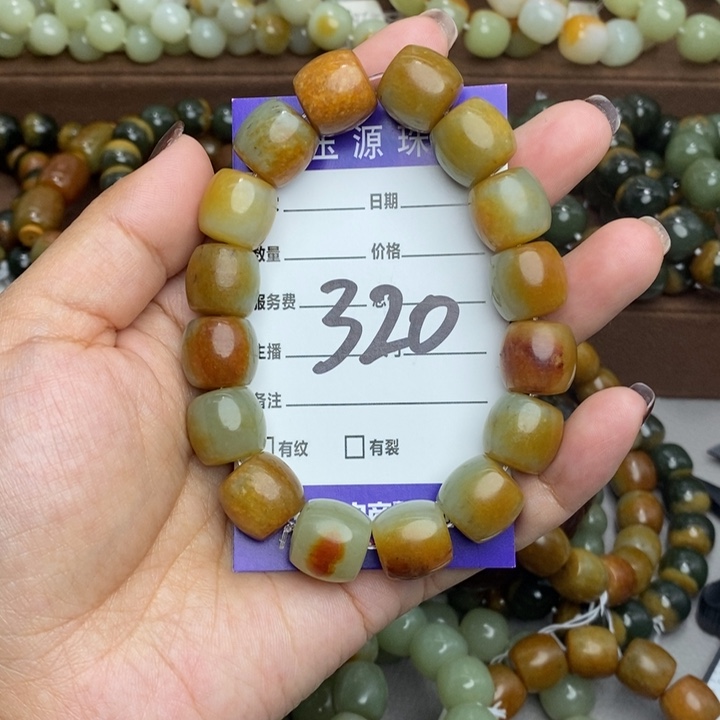 玉源珠
日期
数量 价格
服务费
320
主播
备注
□有纹 □有裂